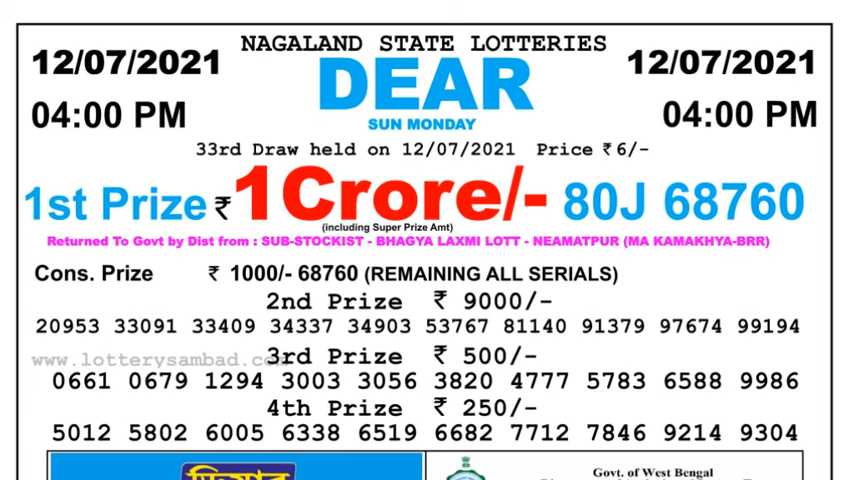 NAGALAND STATE LOTTERIES
12/07/2021 DEAR 12/07/2021
04:00 PM SUN MONDAY 04:00 PM
33rd Draw held on 12/07/2021 Price ₹ 6/-
1st Prize ₹ 1Crore/- 80J 68760
(including Super Prize Amt)
Returned To Govt by Dist from : SUB-STOCKIST - BHAGYA LAXMI LOTT - NEAMATPUR (MA KAMAKHYA-BRR)
Cons. Prize ₹ 1000/- 68760 (REMAINING ALL SERIALS)
2nd Prize ₹ 9000/-
20953 33091 33409 34337 34903 53767 81140 91379 97674 99194
www.lotterysambad.com
3rd Prize ₹ 500/-
0661 0679 1294 3003 3056 3820 4777 5783 6588 9986
4th Prize ₹ 250/-
5012 5802 6005 6338 6519 6682 7712 7846 9214 9304
Govt. of West Bengal